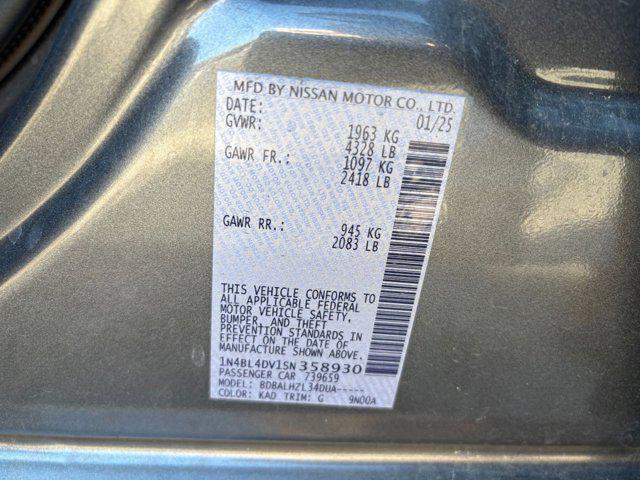 MFD BY NISSAN MOTOR CO., LTD.
DATE: 01/25
GVWR: 1963 KG
4328 LB
GAWR FR.: 1097 KG
2418 LB
GAWR RR.: 945 KG
2083 LB
THIS VEHICLE CONFORMS TO
ALL APPLICABLE FEDERAL
MOTOR VEHICLE SAFETY,
BUMPER, AND THEFT
PREVENTION STANDARDS IN
EFFECT ON THE DATE OF
MANUFACTURE SHOWN ABOVE.
1N4BL4DV1SN358930
PASSENGER CAR 739659
MODEL: BDBALHZL34DUA-----
COLOR: KAD TRIM: G 9N00A